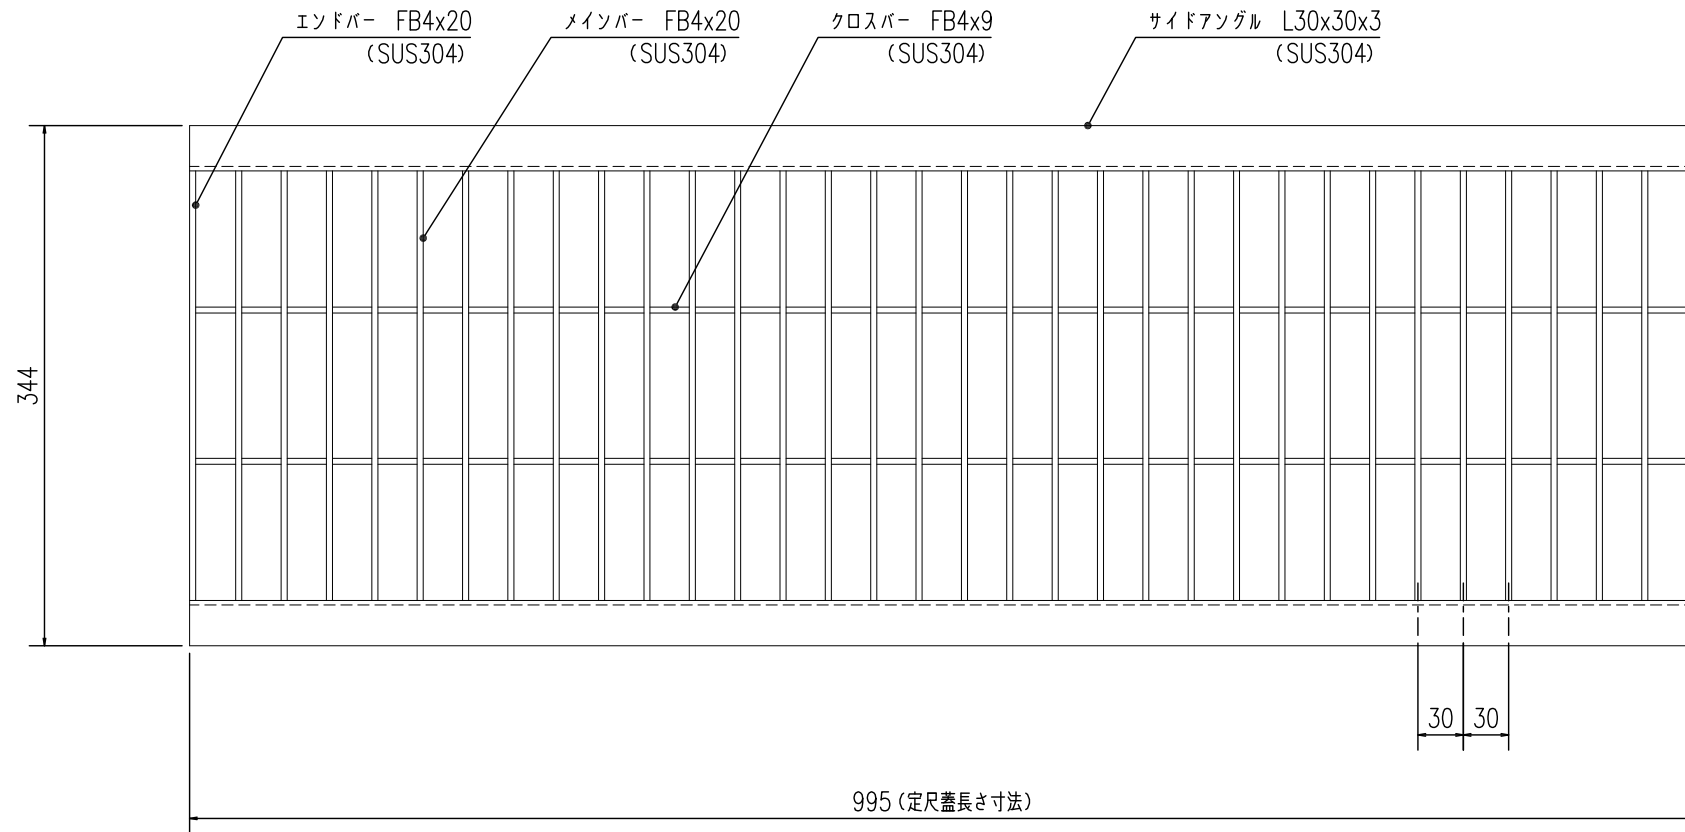 エンドバー FB4x20
(SUS304)
メインバー FB4x20
(SUS304)
クロスバー FB4x9
(SUS304)
サイドアングル L30x30x3
(SUS304)
344
30
30
995(定尺蓋長さ寸法)